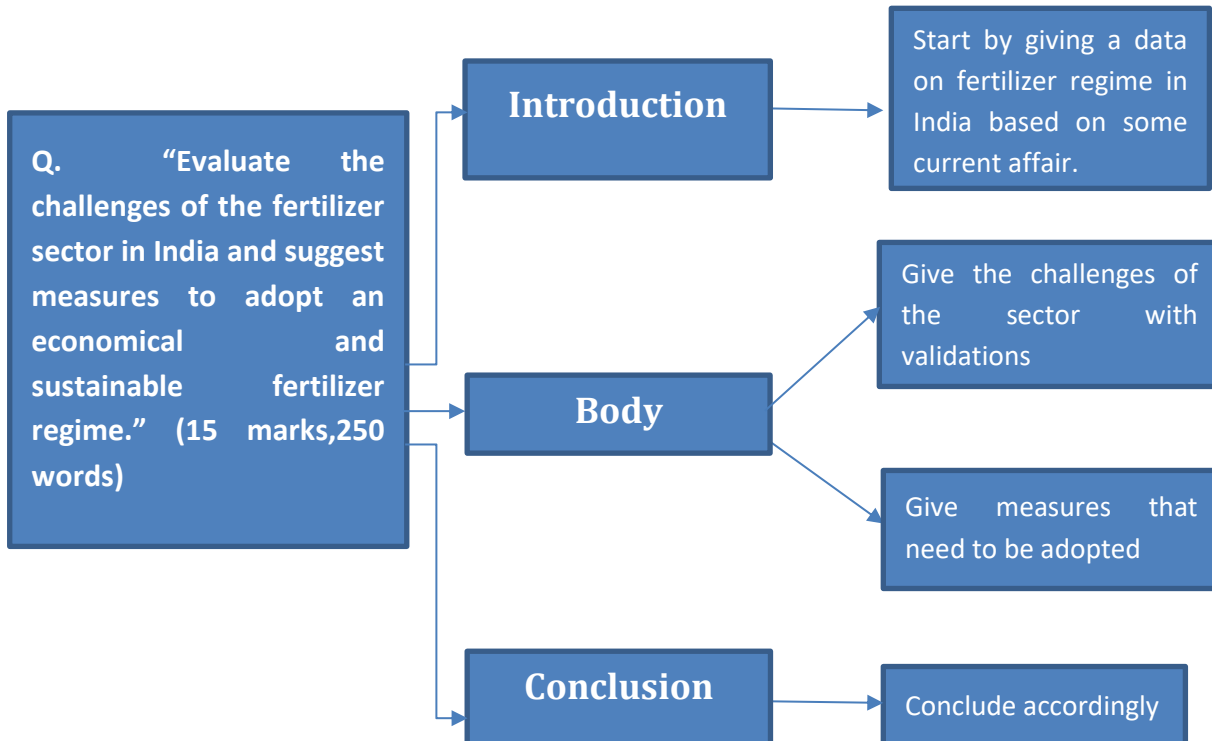 Q. “Evaluate the
challenges of the fertilizer
sector in India and suggest
measures to adopt an
economical and
sustainable fertilizer
regime.” (15 marks,250
words)
Introduction
Start by giving a data
on fertilizer regime in
India based on some
current affair.
Body
Give the challenges of
the sector with
validations
Give measures that
need to be adopted
Conclusion
Conclude accordingly